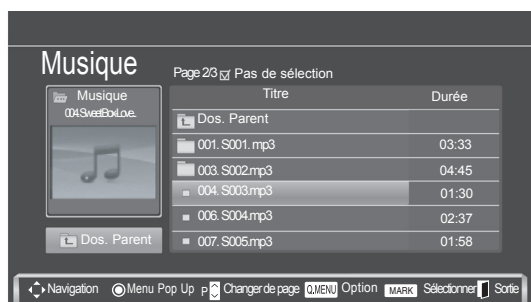 Musique
Page 2/3 Pas de sélection
Musique
004.SweetBoxLove..
Titre Durée
Dos. Parent
001. S001. mp3 03:33
003. S002.mp3 04:45
004. S003.mp3 01:30
006. S004.mp3 02:37
007. S005.mp3 01:58
Dos. Parent
Navigation Menu Pop Up P Changer de page Q.MENU Option MARK Sélectionner Sortie